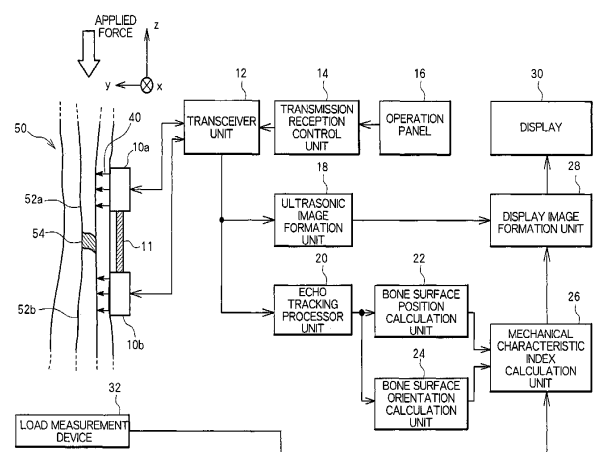 APPLIED
FORCE
z
y
x
12
14
16
30
TRANSCEIVER
UNIT
TRANSMISSION
RECEPTION
CONTROL
UNIT
OPERATION
PANEL
DISPLAY
50
40
10a
18
28
52a
ULTRASONIC
IMAGE
FORMATION
UNIT
DISPLAY IMAGE
FORMATION UNIT
54
11
20
22
26
ECHO
TRACKING
PROCESSOR
UNIT
BONE SURFACE
POSITION
CALCULATION
UNIT
MECHANICAL
CHARACTERISTIC
INDEX
CALCULATION
UNIT
52b
10b
24
BONE SURFACE
ORIENTATION
CALCULATION
UNIT
32
LOAD MEASUREMENT
DEVICE